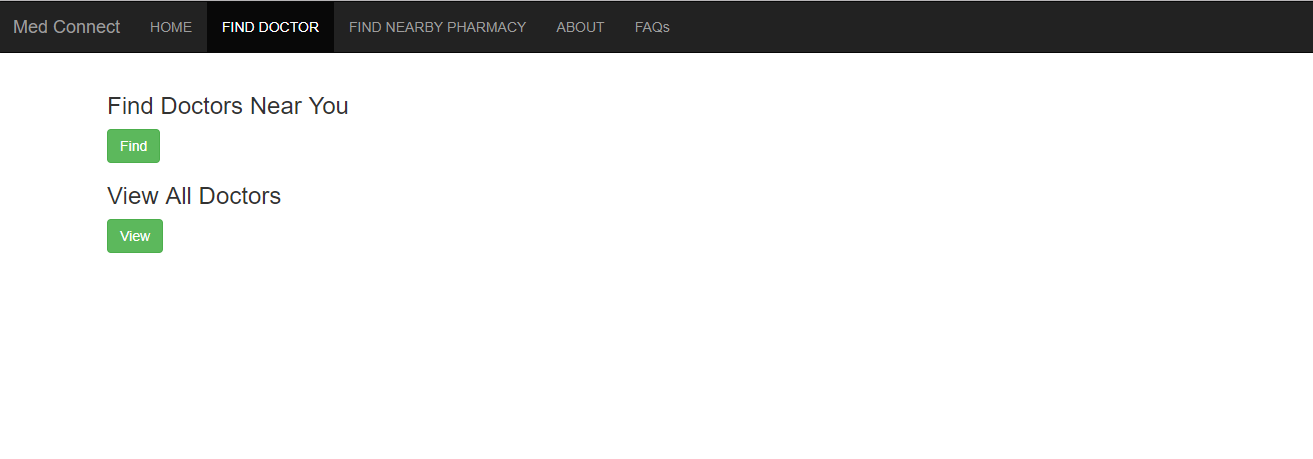 Med Connect HOME FIND DOCTOR FIND NEARBY PHARMACY ABOUT FAQs
Find Doctors Near You
Find
View All Doctors
View